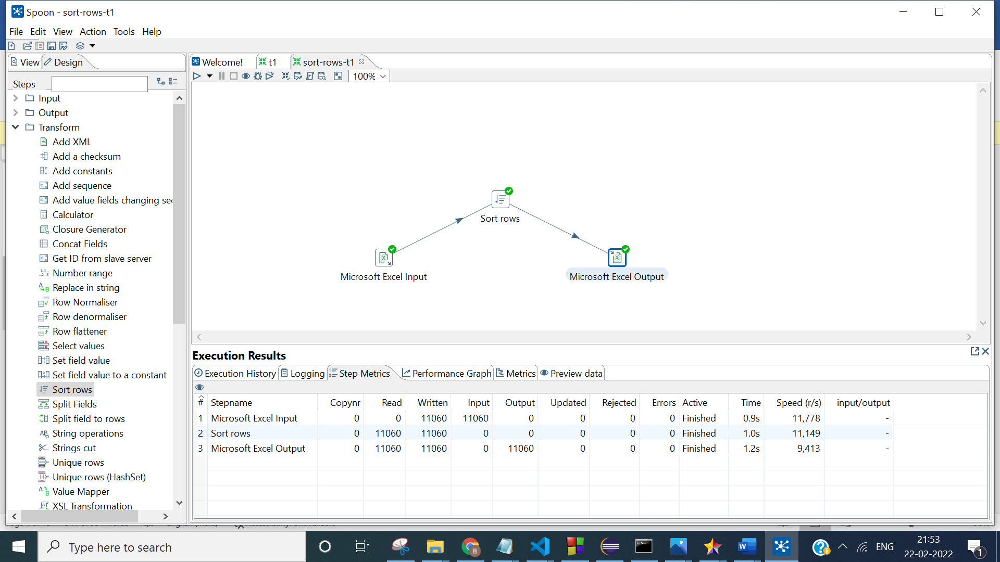 Spoon - sort-rows-t1
File Edit View Action Tools Help
View Design
Welcome! t1 sort-rows-t1
100%
Steps
Input
Output
Transform
Add XML
Add a checksum
Add constants
Add sequence
Add value fields changing se
Calculator
Closure Generator
Concat Fields
Get ID from slave server
Number range
Replace in string
Row Normaliser
Row denormaliser
Row flattener
Select values
Set field value
Set field value to a constant
Sort rows
Split Fields
Split field to rows
String operations
Strings cut
Unique rows
Unique rows (HashSet)
Value Mapper
XSL Transformation
Sort rows
Microsoft Excel Input
Microsoft Excel Output
Execution Results
Execution History Logging Step Metrics Performance Graph Metrics Preview data
# Stepname Copynr Read Written Input Output Updated Rejected Errors Active Time Speed (r/s) input/output
1 Microsoft Excel Input 0 0 11060 11060 0 0 0 0 Finished 0.9s 11,778 -
2 Sort rows 0 11060 11060 0 0 0 0 0 Finished 1.0s 11,149 -
3 Microsoft Excel Output 0 11060 11060 0 11060 0 0 0 Finished 1.2s 9,413 -
Type here to search
ENG
21:53
22-02-2022
1